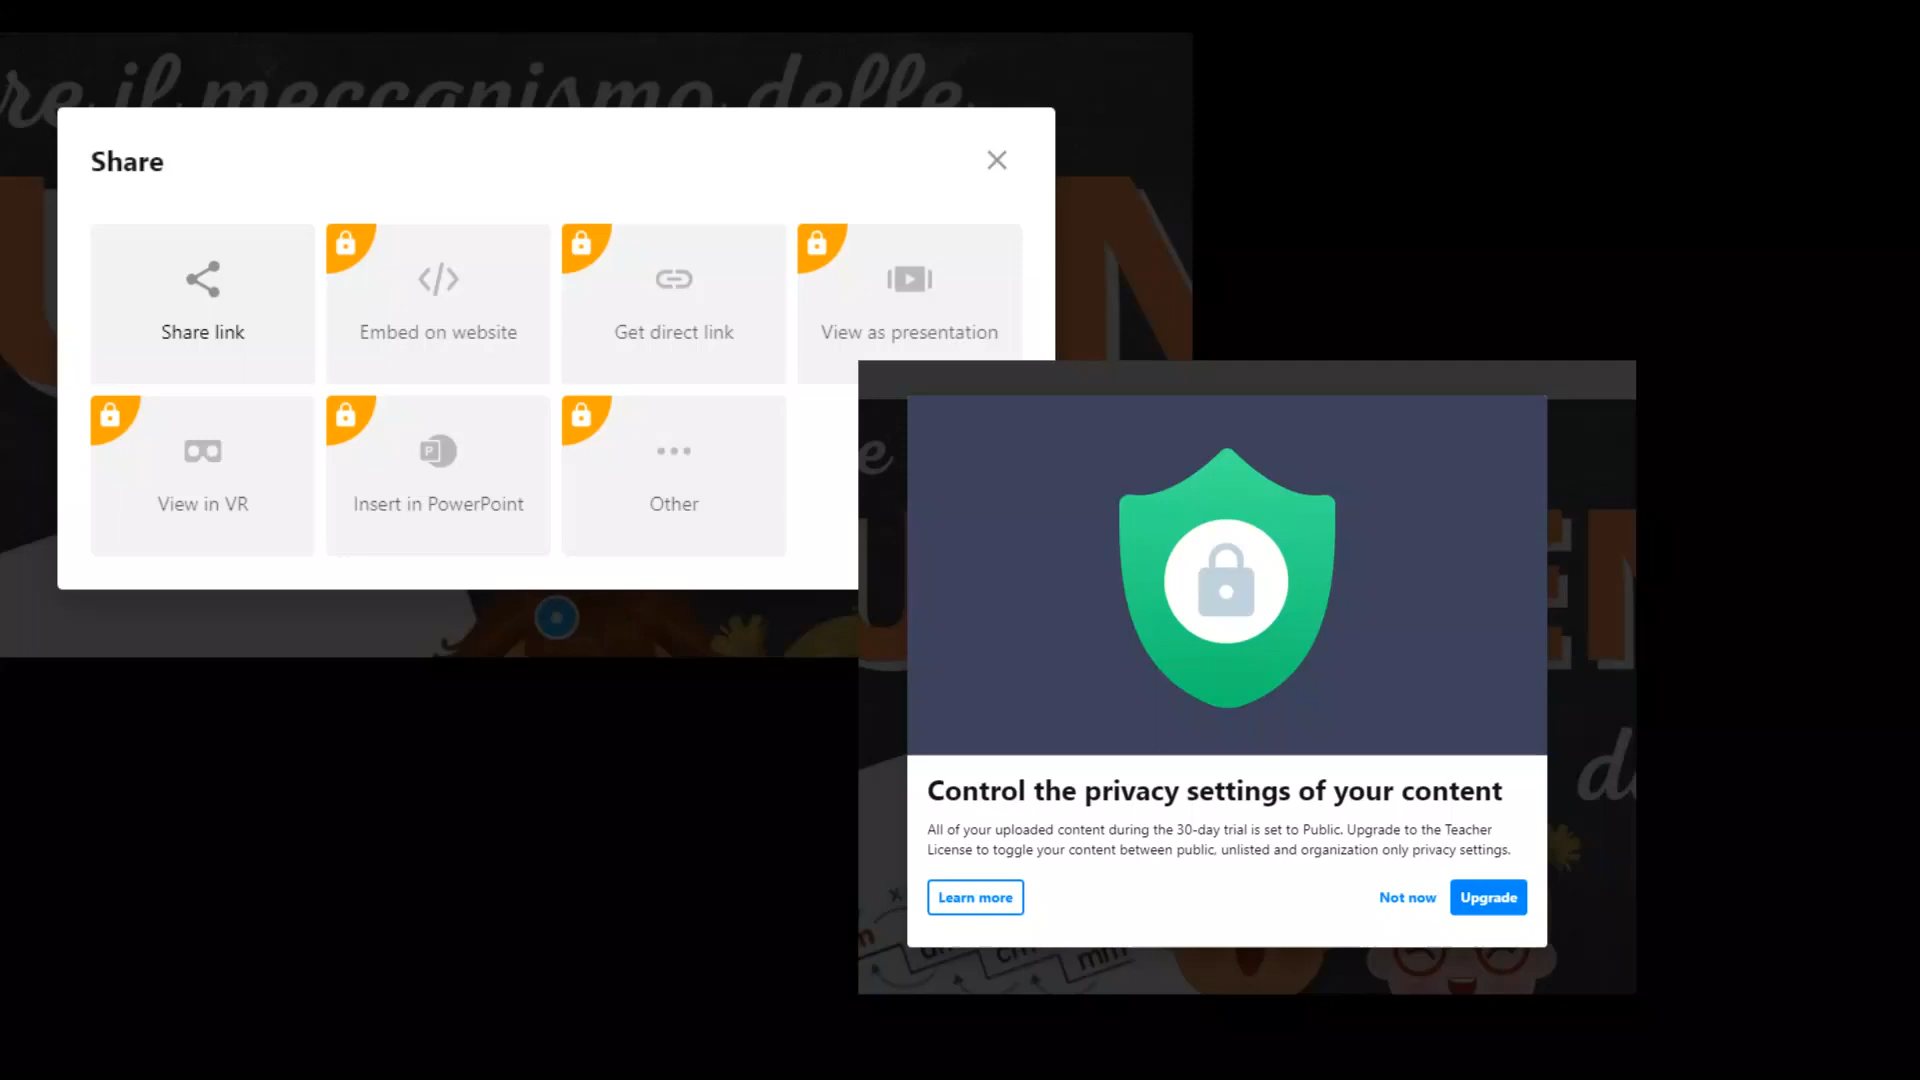 re il meccanismo delle
Share
Share link
Embed on website
Get direct link
View as presentation
View in VR
Insert in PowerPoint
Other
Control the privacy settings of your content
All of your uploaded content during the 30-day trial is set to Public. Upgrade to the Teacher
License to toggle your content between public, unlisted and organization only privacy settings.
Learn more
Not now
Upgrade
cm
mm